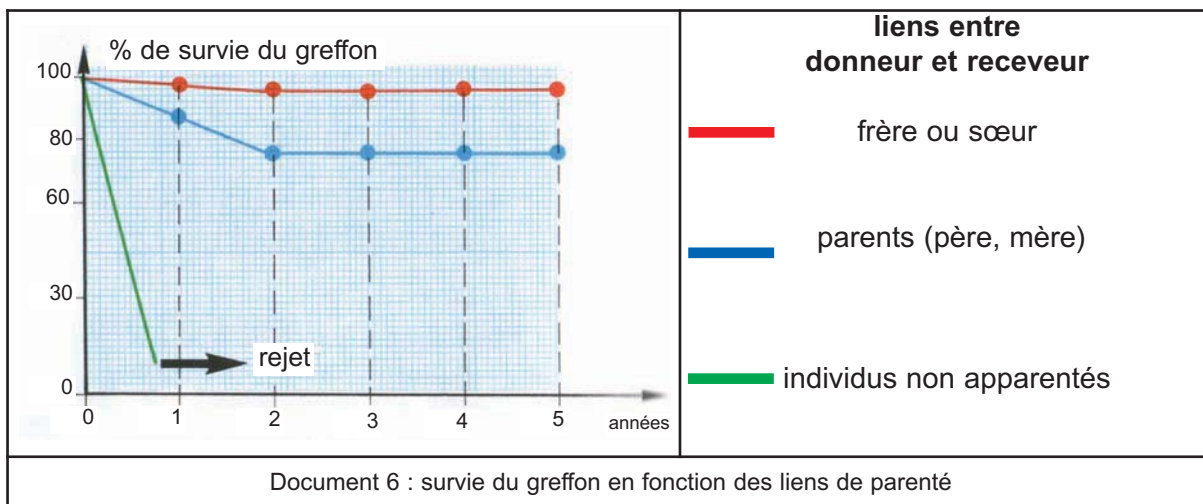 % de survie du greffon
100
80
60
30
0
rejet
0 1 2 3 4 5 années
liens entre
donneur et receveur
frère ou sœur
parents (père, mère)
individus non apparentés
Document 6 : survie du greffon en fonction des liens de parenté